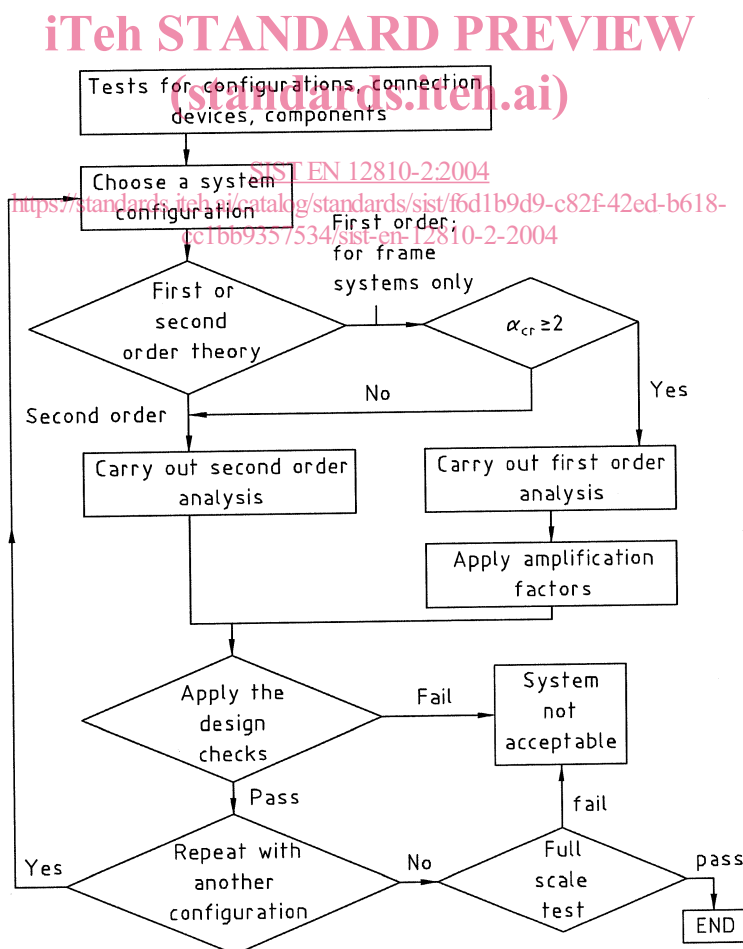 iTeh STANDARD PREVIEW
(standards.iteh.ai)
Tests for configurations, connection
devices, components
SIST EN 12810-2:2004
https://standards.iteh.ai/catalog/standards/sist/f6d1b9d9-c82f-42ed-b618-
cc1bb9357534/sist-en-12810-2-2004
Choose a system
configuration
First order;
for frame
systems only
First or
second
order theory
αcr ≥2
No
Yes
Second order
Carry out second order
analysis
Carry out first order
analysis
Apply amplification
factors
Apply the
design
checks
Fail
System
not
acceptable
Pass
fail
Repeat with
another
configuration
Yes
No
Full
scale
test
pass
END